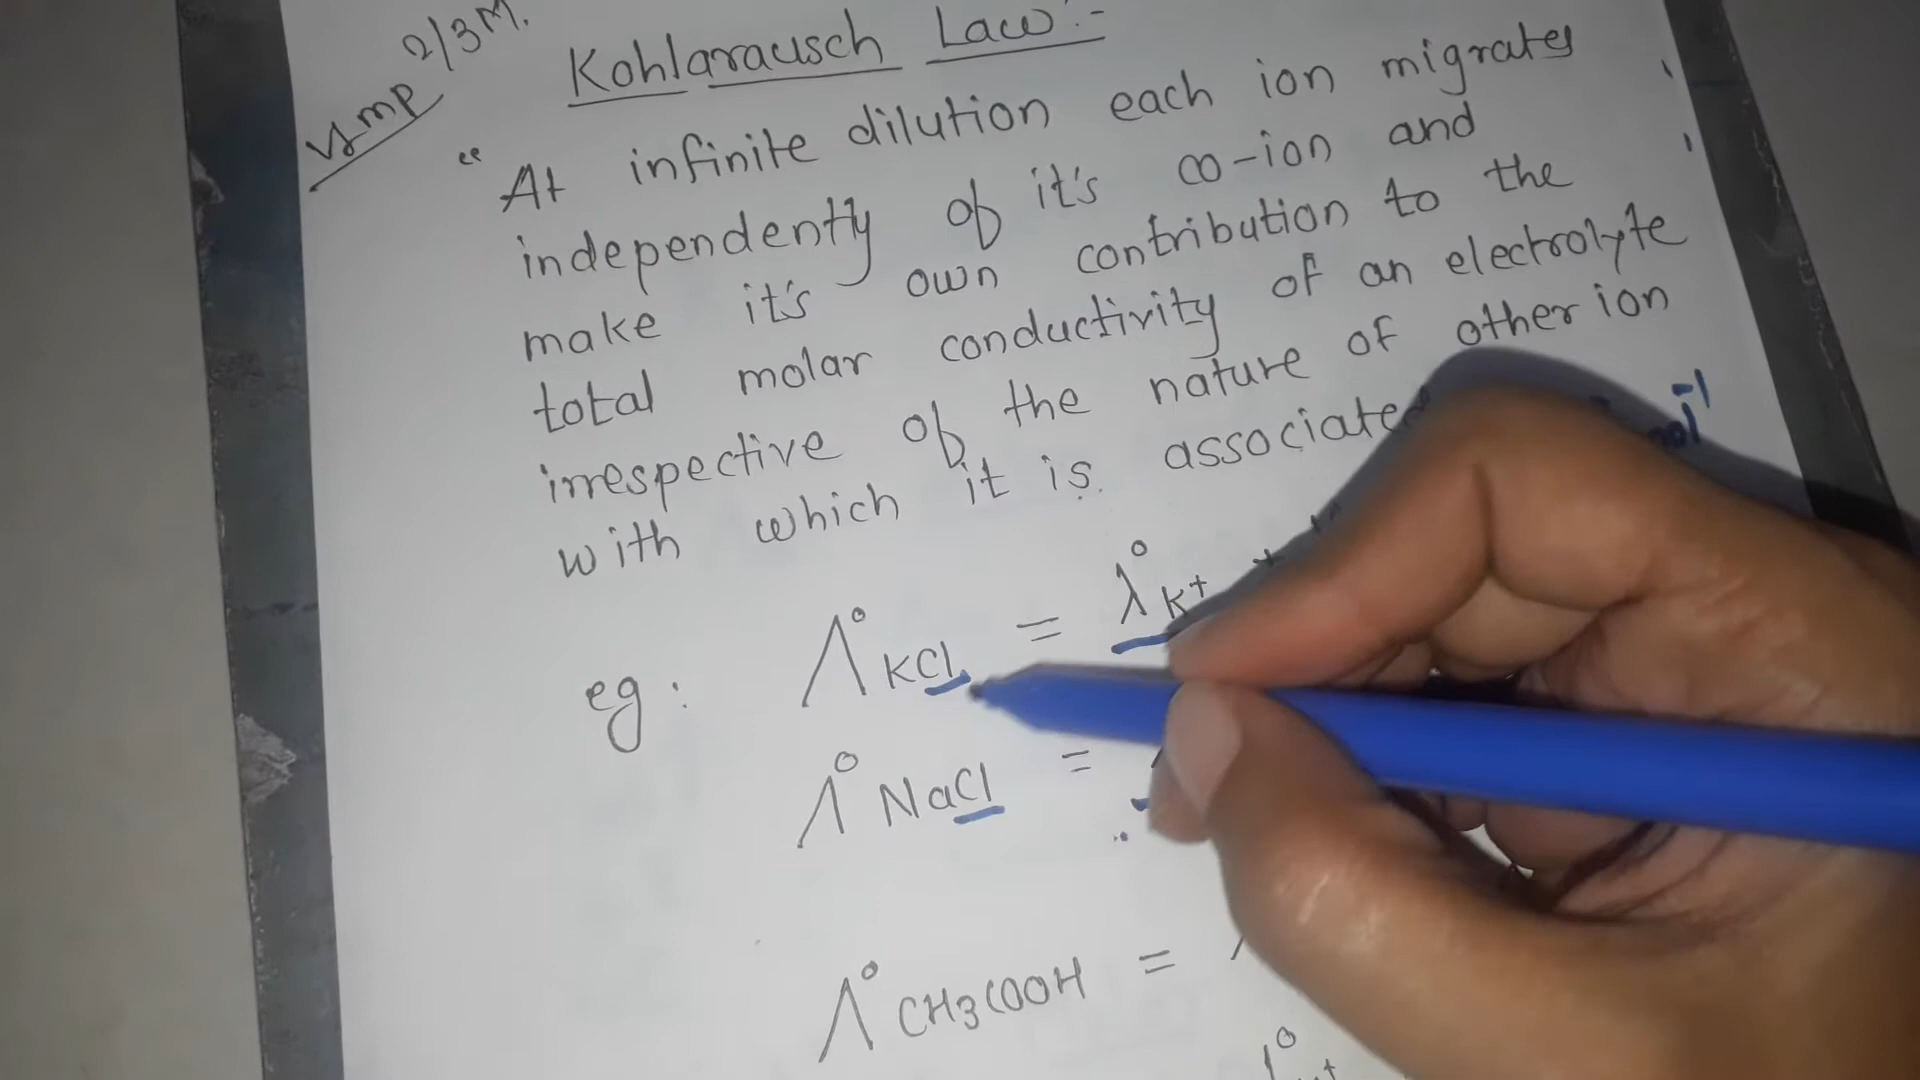 Imp 2/3M.
Kohlarausch Law :-
" At infinite dilution each ion migrates
independently of it's co-ion and
make it's own contribution to the
total molar conductivity of an electrolyte
irrespective of the nature of other ion
with which it is associated
eg : Λ° KCl = λ° K+ +
Λ° NaCl =
Λ° CH3COOH =